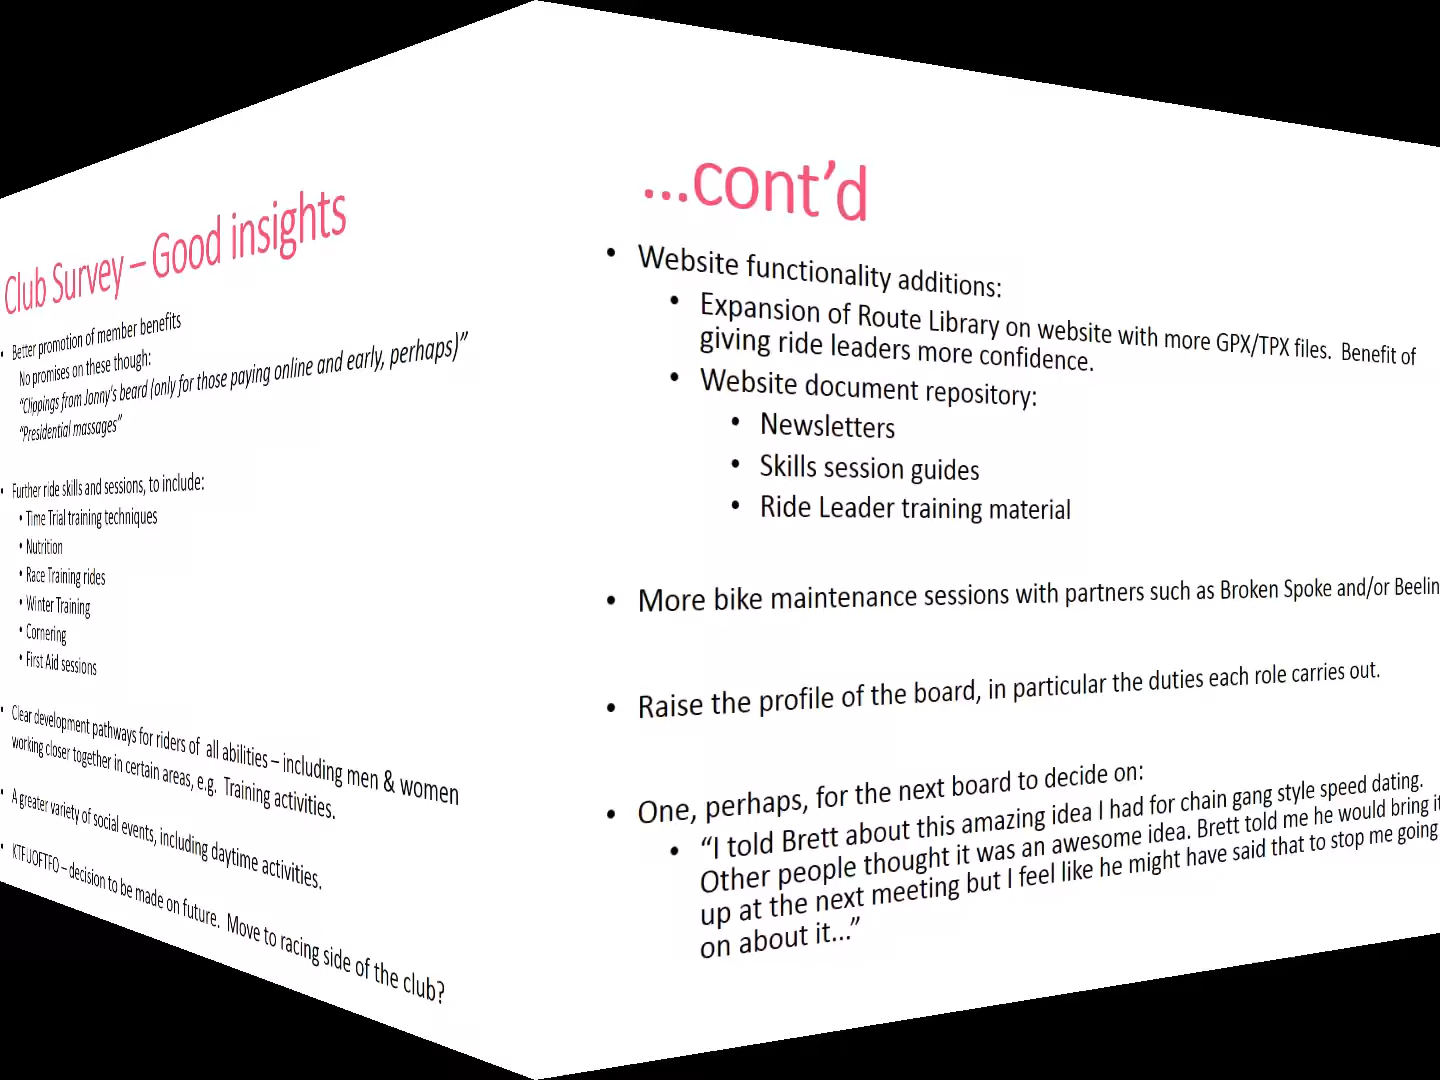 Club Survey – Good insights
• Better promotion of member benefits
No promises on these though:
“Clippings from Jonny’s beard (only for those paying online and early, perhaps)”
“Presidential massages”
• Further ride skills and sessions, to include:
• Time Trial training techniques
• Nutrition
• Race Training rides
• Winter Training
• Cornering
• First Aid sessions
• Clear development pathways for riders of all abilities – including men & women
working closer together in certain areas, e.g. Training activities.
• A greater variety of social events, including daytime activities.
• KTFJOFTFO – decision to be made on future. Move to racing side of the club?
...cont’d
• Website functionality additions:
• Expansion of Route Library on website with more GPX/TPX files. Benefit of
giving ride leaders more confidence.
• Website document repository:
• Newsletters
• Skills session guides
• Ride Leader training material
• More bike maintenance sessions with partners such as Broken Spoke and/or
• Raise the profile of the board, in particular the duties each role carries out.
• One, perhaps, for the next board to decide on:
• “I told Brett about this amazing idea I had for chain gang style speed dating.
Other people thought it was an awesome idea. Brett told me he would bring it
up at the next meeting but I feel like he might have said that to stop me going
on about it...”